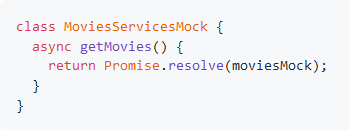 class MoviesServicesMock {
  async getMovies() {
    return Promise.resolve(moviesMock);
  }
}